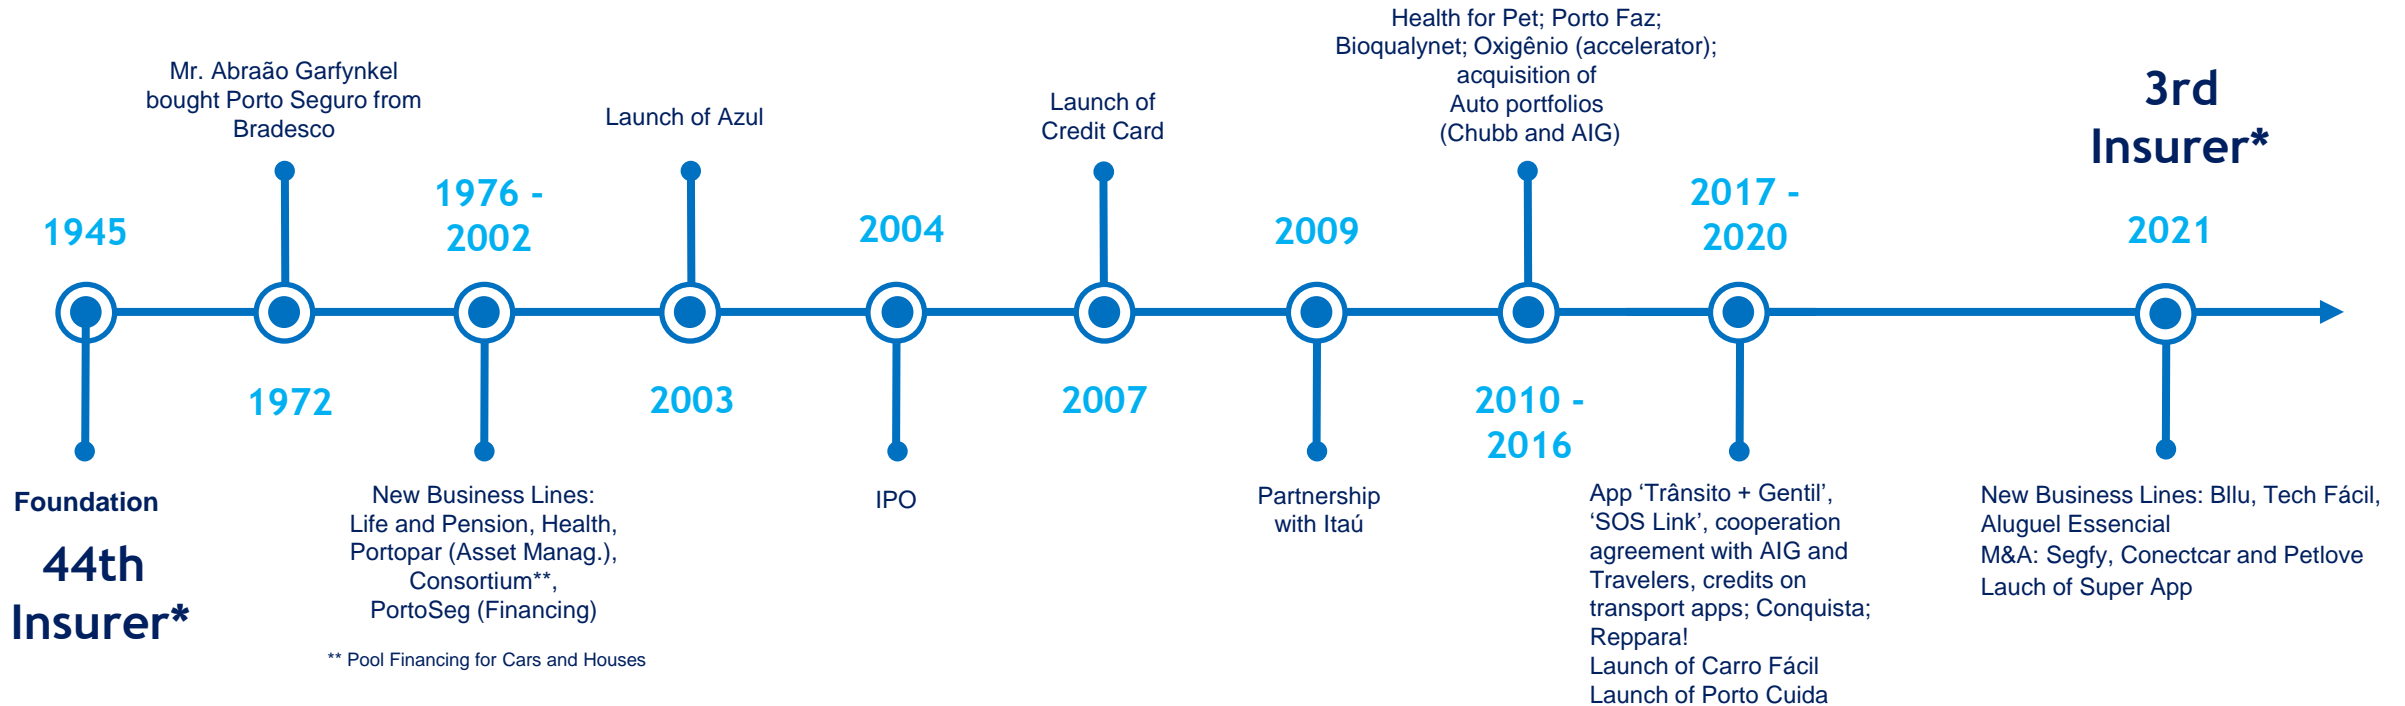 1945
Foundation
44th
Insurer*
Mr. Abraão Garfynkel
bought Porto Seguro from
Bradesco
1972
1976 -
2002
New Business Lines:
Life and Pension, Health,
Portopar (Asset Manag.),
Consortium**,
PortoSeg (Financing)
** Pool Financing for Cars and Houses
Launch of Azul
2003
2004
IPO
Launch of
Credit Card
2007
2009
Partnership
with Itaú
Health for Pet; Porto Faz;
Bioqualynet; Oxigênio (accelerator);
acquisition of
Auto portfolios
(Chubb and AIG)
2010 -
2016
2017 -
2020
App ‘Trânsito + Gentil’,
‘SOS Link’, cooperation
agreement with AIG and
Travelers, credits on
transport apps; Conquista;
Reppara!
Launch of Carro Fácil
Launch of Porto Cuida
3rd
Insurer*
2021
New Business Lines: Bllu, Tech Fácil,
Aluguel Essencial
M&A: Segfy, Conectcar and Petlove
Lauch of Super App